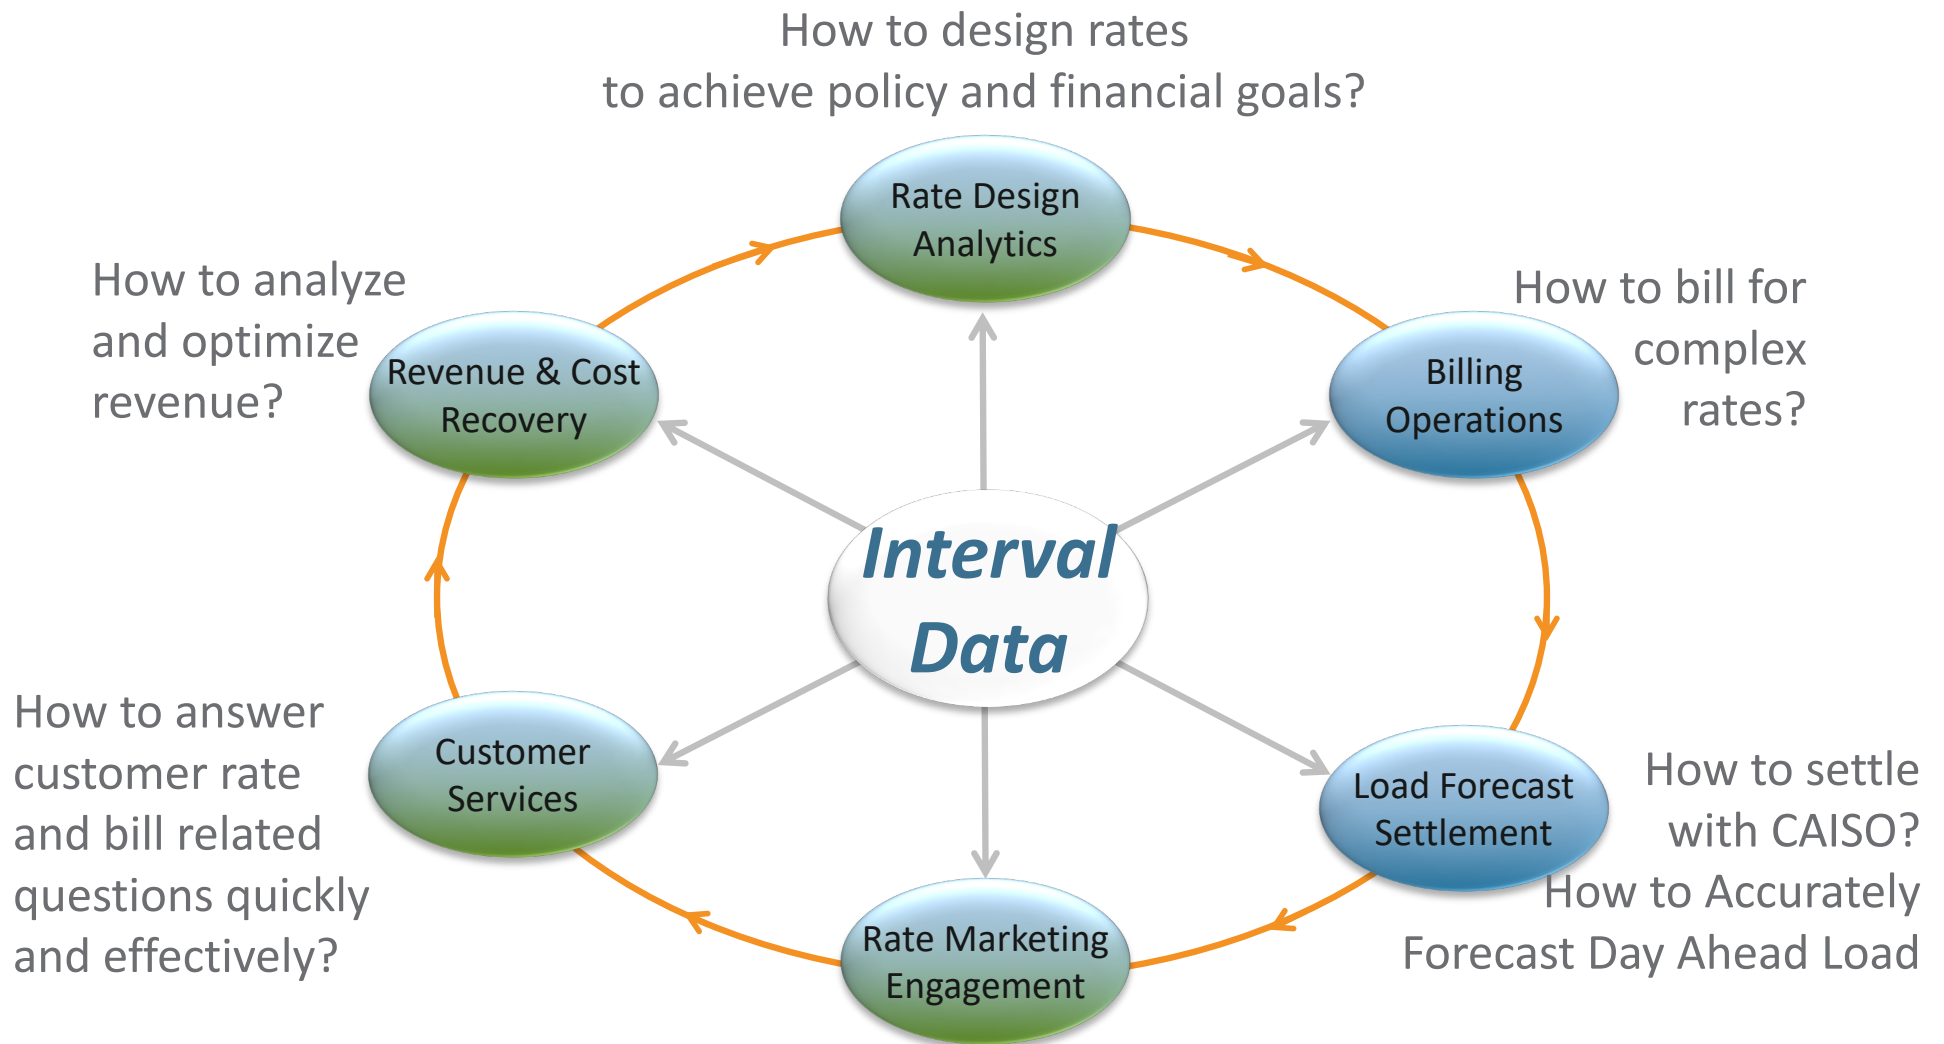 How to design rates
to achieve policy and financial goals?
Rate Design
Analytics
How to analyze
and optimize
revenue?
Revenue & Cost
Recovery
How to bill for
complex
rates?
Billing
Operations
Interval
Data
How to answer
customer rate
and bill related
questions quickly
and effectively?
Customer
Services
Load Forecast
Settlement
How to settle
with CAISO?
How to Accurately
Forecast Day Ahead Load
Rate Marketing
Engagement